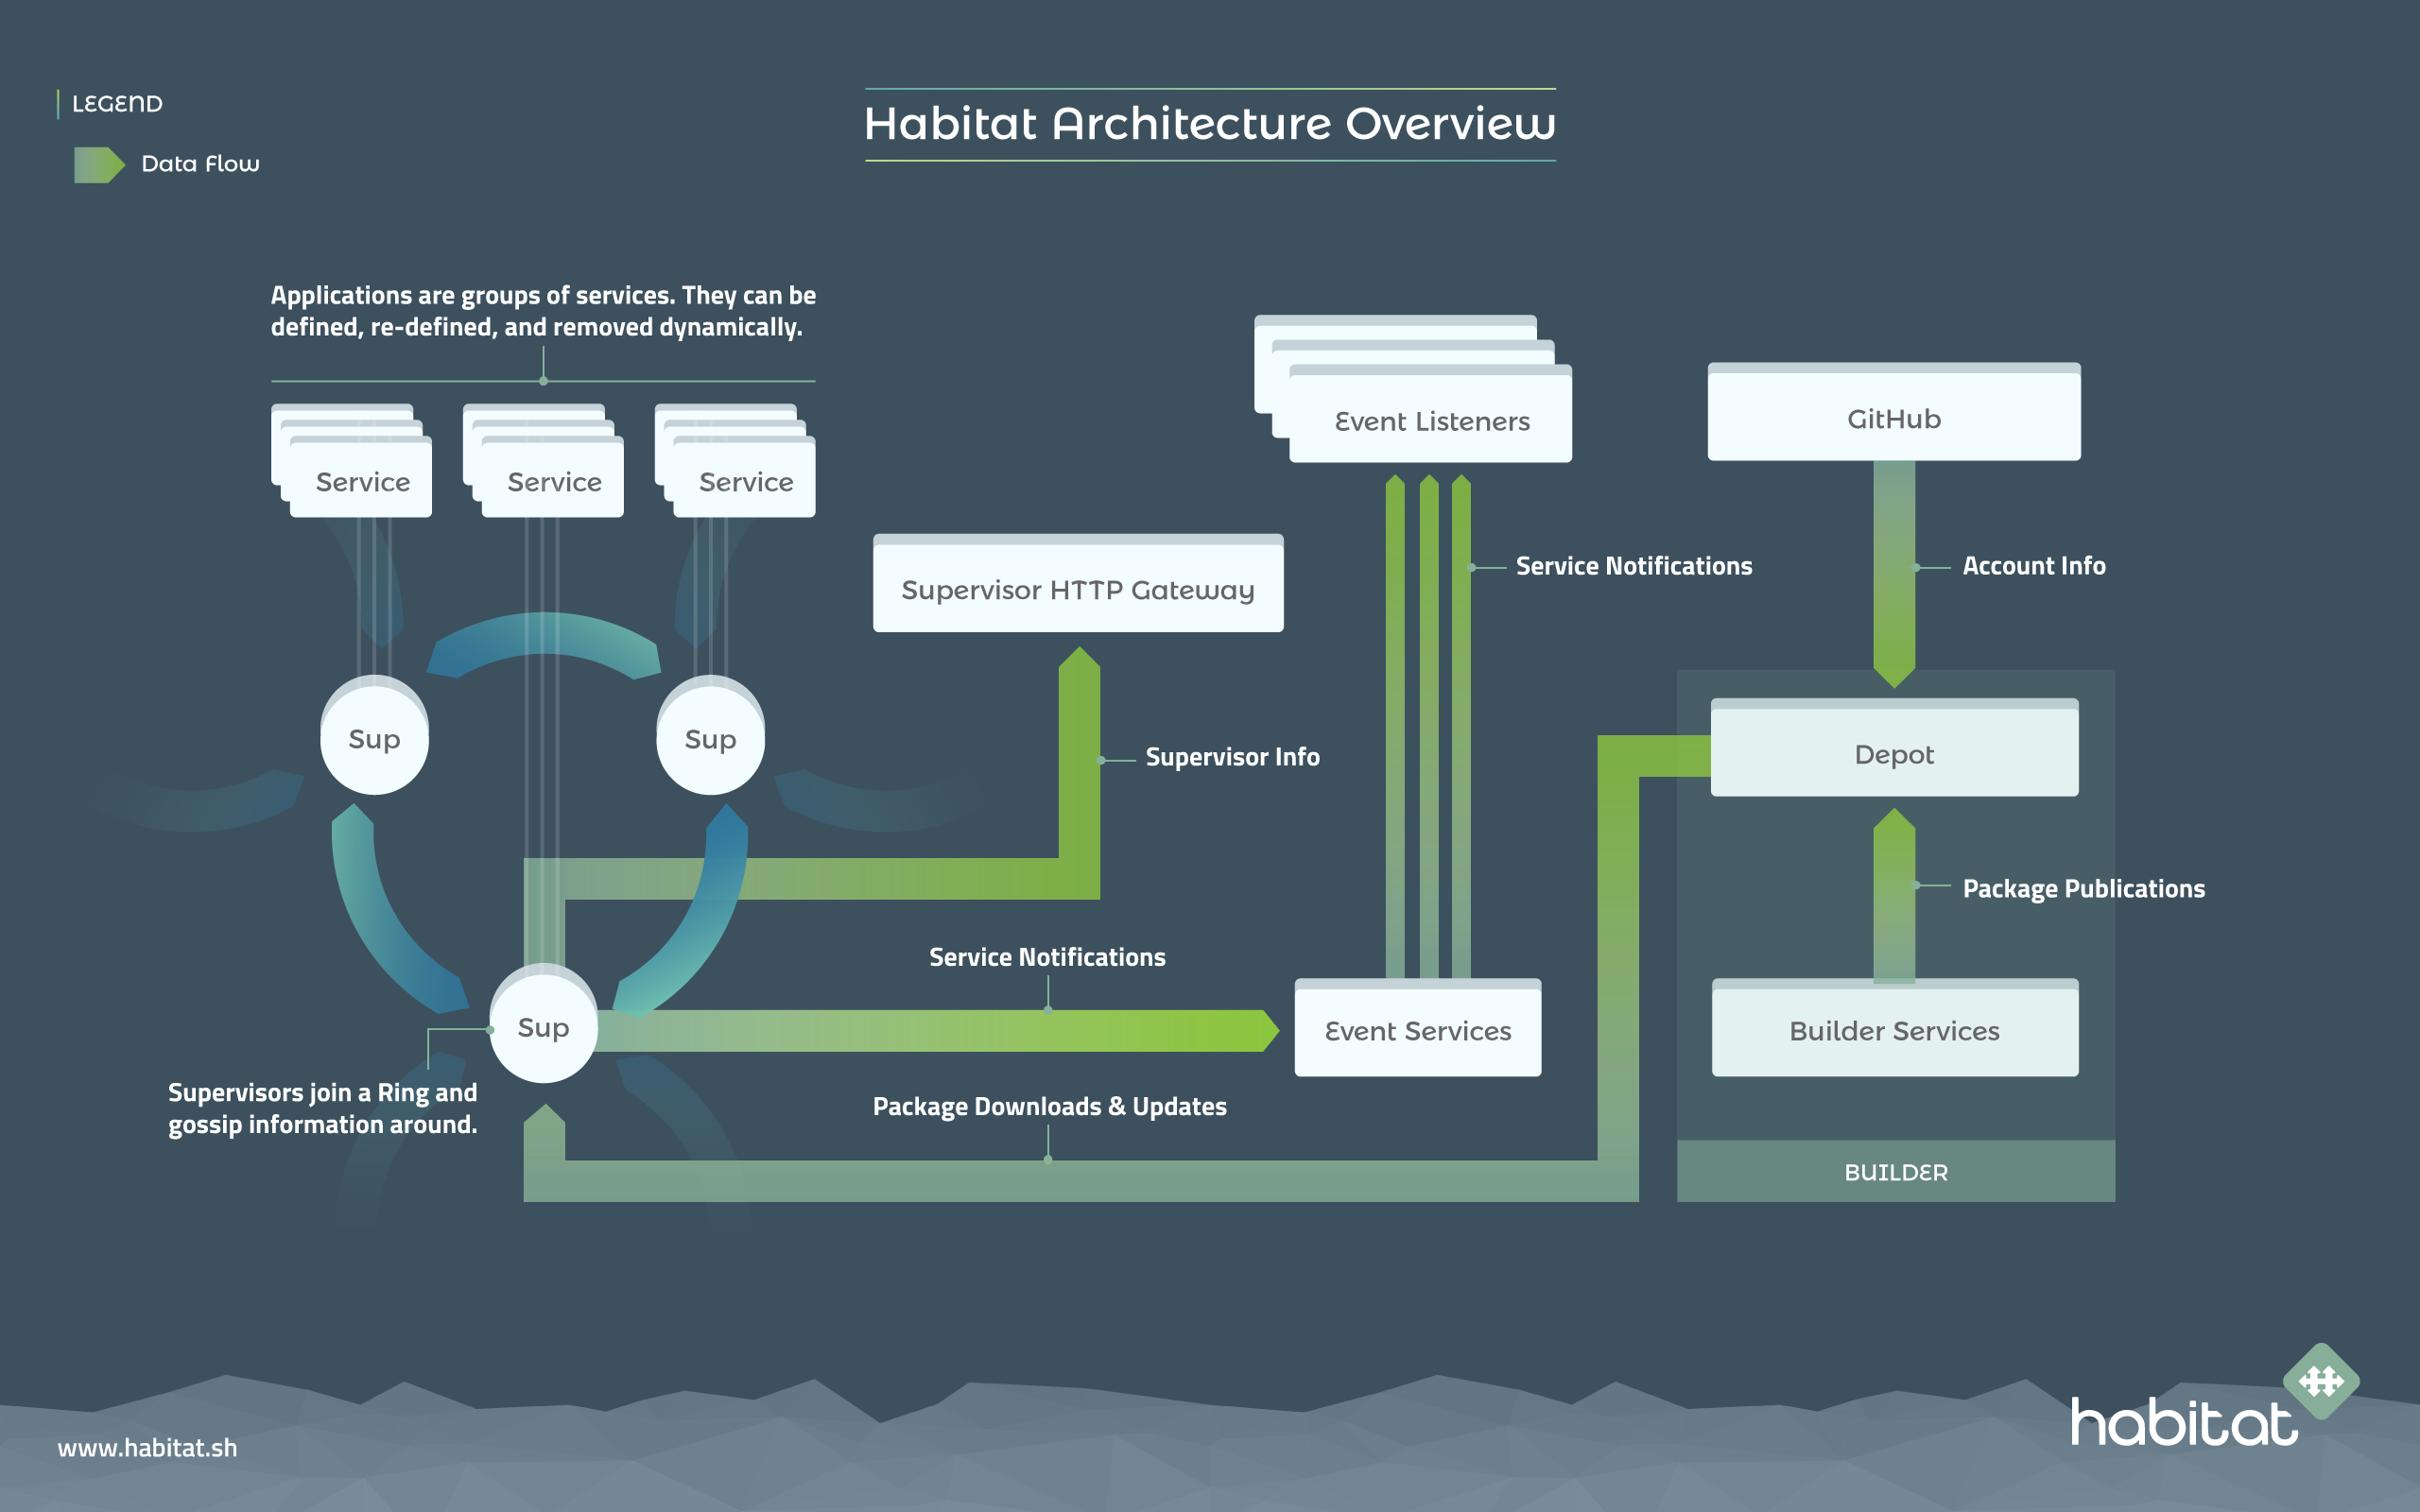 LEGEND
Data Flow
Habitat Architecture Overview
Applications are groups of services. They can be
defined, re-defined, and removed dynamically.
Service
Service
Service
Event Listeners
GitHub
Supervisor HTTP Gateway
Service Notifications
Account Info
Sup
Sup
Supervisor Info
Depot
Package Publications
Service Notifications
Sup
Event Services
Builder Services
Supervisors join a Ring and
gossip information around.
Package Downloads & Updates
BUILDER
www.habitat.sh
habitat